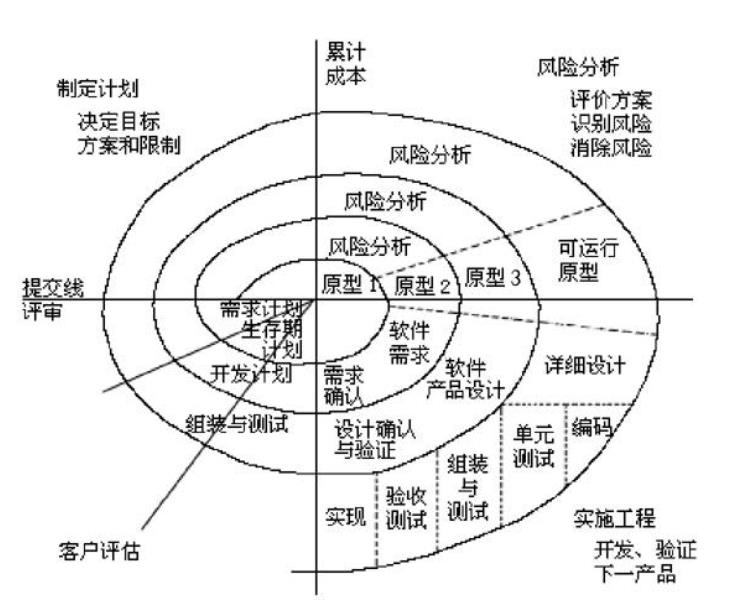 累计
成本
制定计划
决定目标
方案和限制
风险分析
评价方案
识别风险
消除风险
风险分析
风险分析
风险分析
提交线
评审
原型 1
原型 2
原型 3
可运行
原型
需求计划
生存期
计划
开发计划
组装与测试
需求
确认
软件
需求
软件
产品设计
详细设计
设计确认
与验证
实现
验收
测试
组装
与
测试
单元
测试
编码
客户评估
实施工程
开发、验证
下一产品